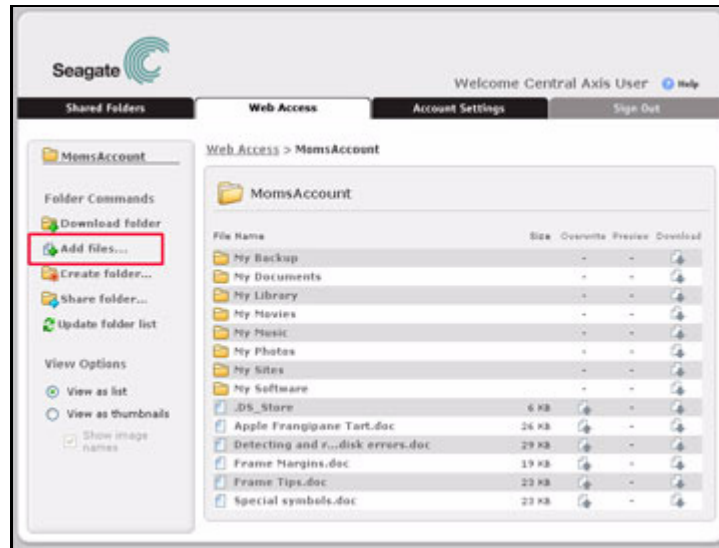 Seagate
Welcome Central Axis User Help
Shared Folders Web Access Account Settings Sign Out
MomsAccount
Folder Commands
Download folder
Add files...
Create folder...
Share folder...
Update folder list
View Options
View as list
View as thumbnails
Show image names
Web Access > MomsAccount
MomsAccount
File Name Size Overwrite Preview Download
My Backup - -
My Documents - -
My Library - -
My Movies - -
My Music - -
My Photos - -
My Sites - -
My Software - -
.DS_Store 6 KB -
Apple Frangipane Tart.doc 26 KB -
Detecting and r...disk errors.doc 29 KB -
Frame Margins.doc 19 KB -
Frame Tips.doc 23 KB -
Special symbols.doc 23 KB -